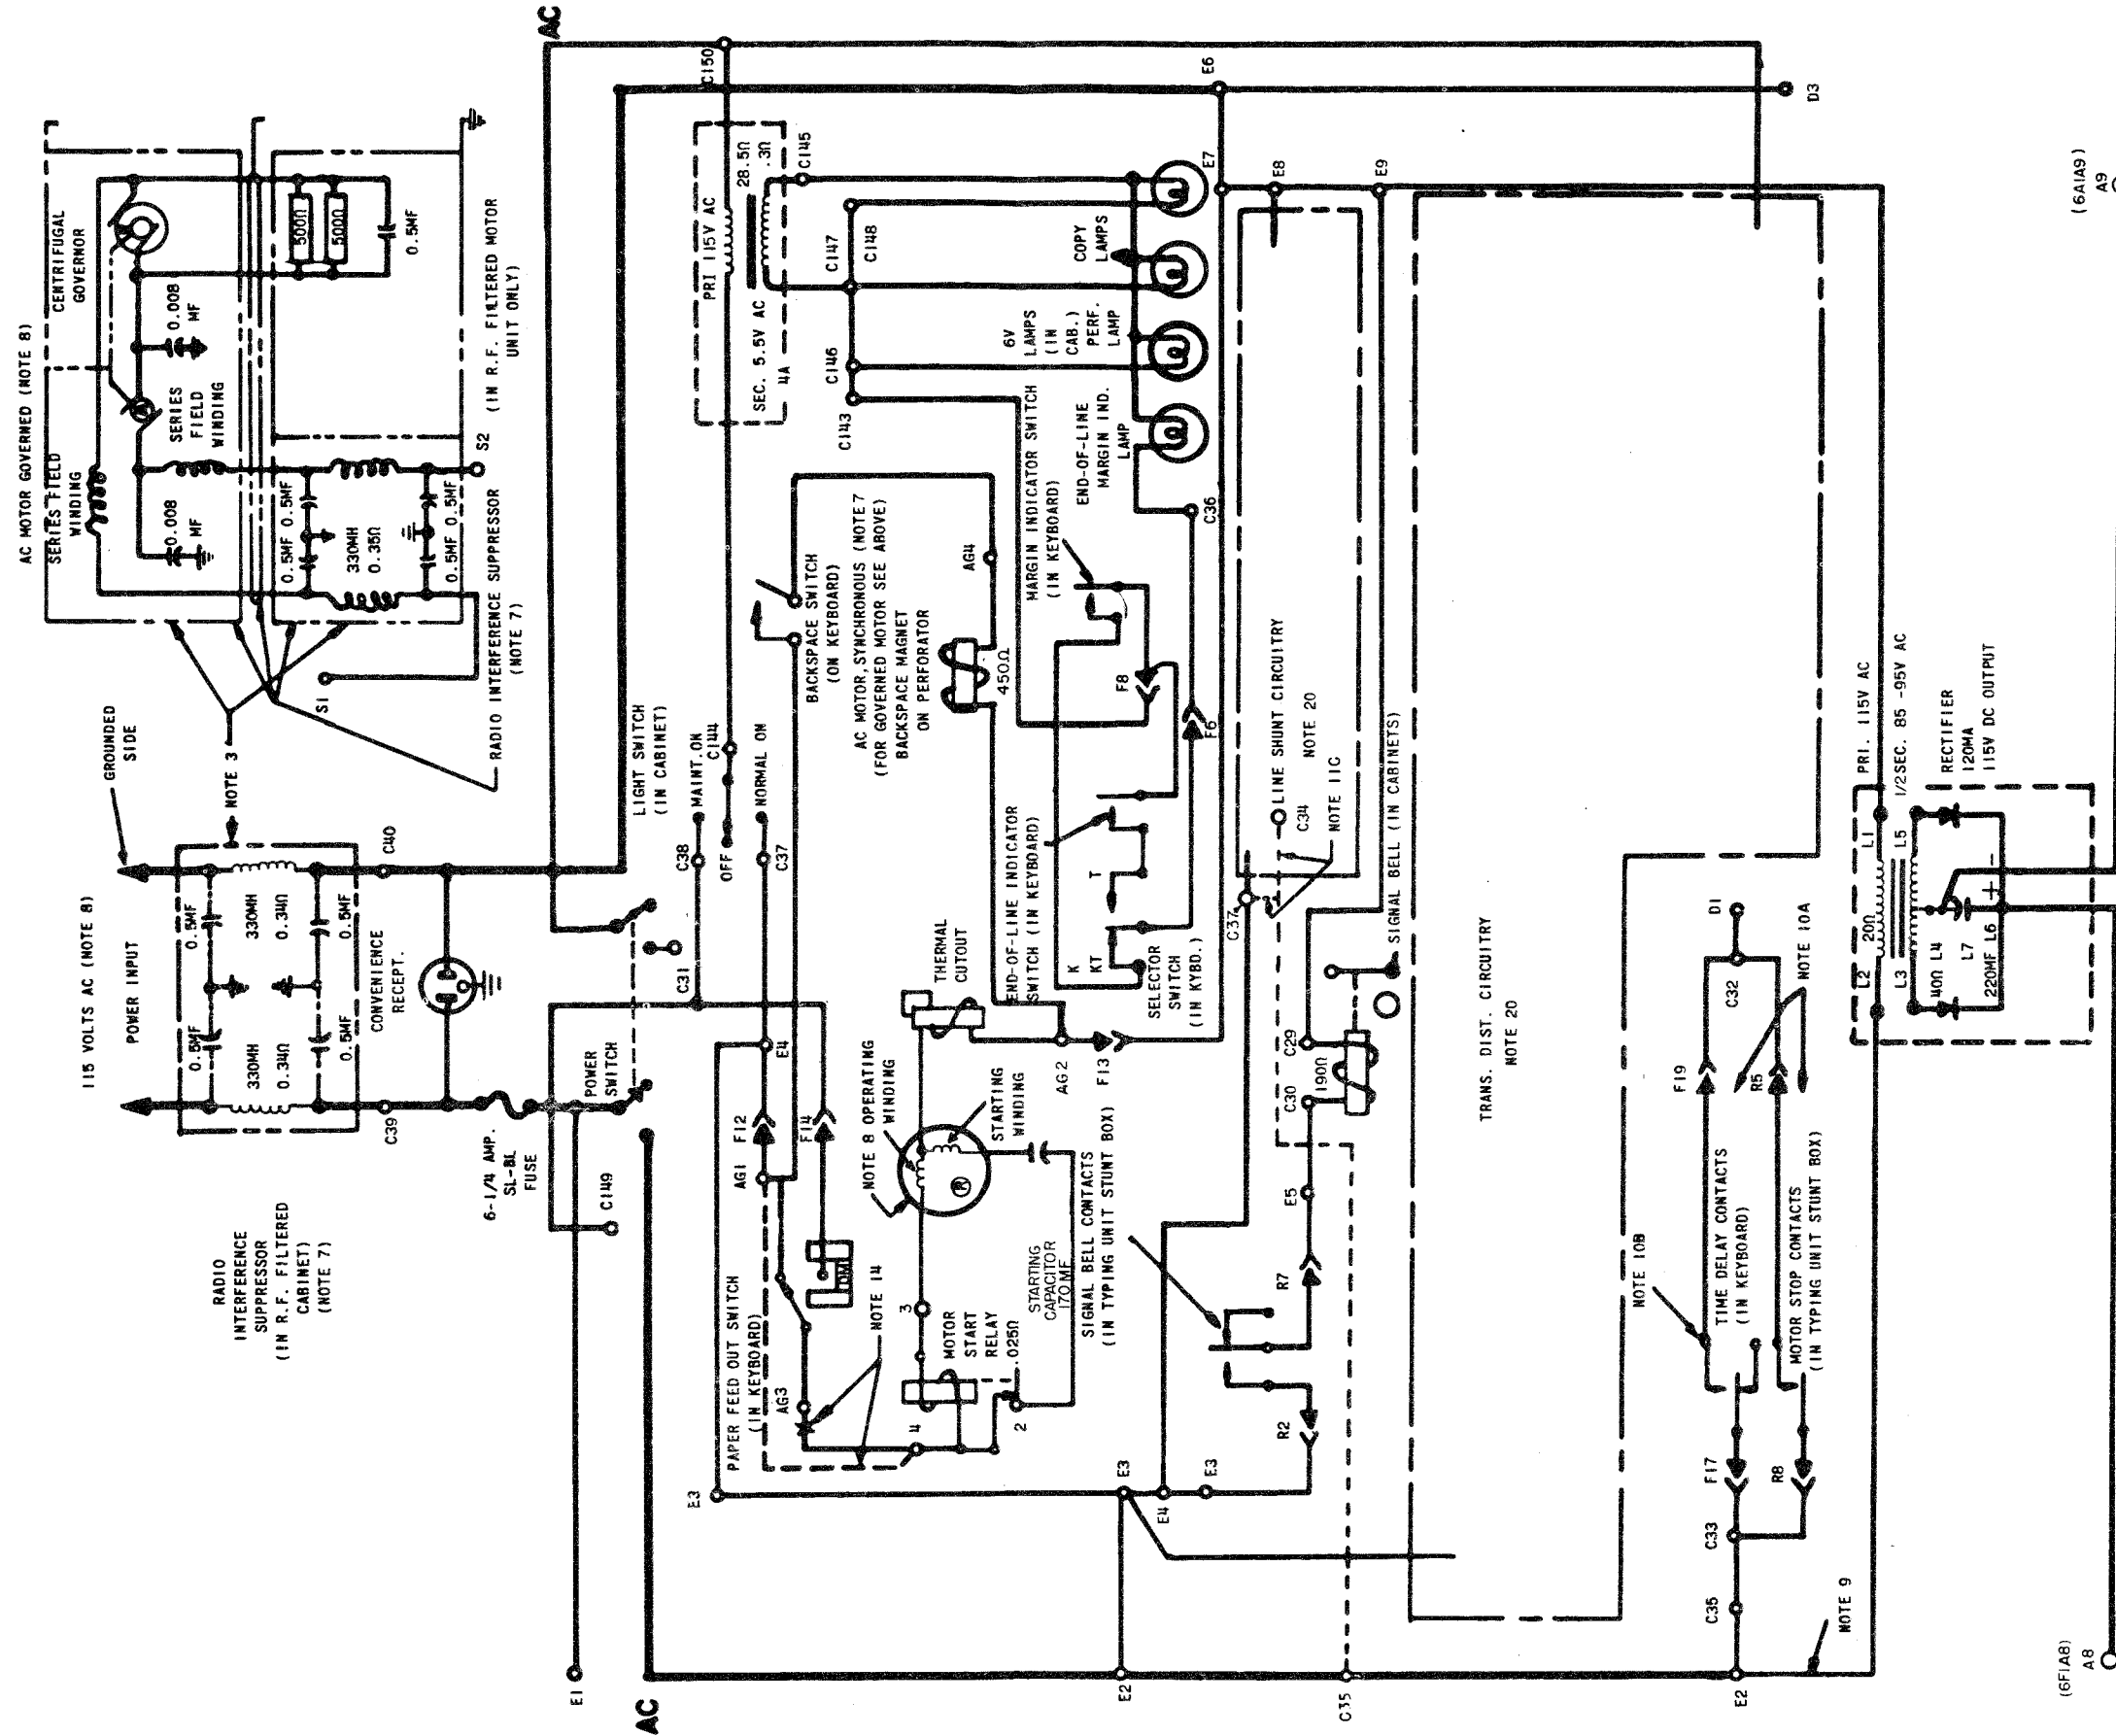 AC MOTOR GOVERNED (NOTE 8)
SERIES FIELD
WINDING
CENTRIFUGAL
GOVERNOR
0.008
MF
SERIES
FIELD
WINDING
0.008
MF
500Ω
500Ω
0.5MF
(IN R.F. FILTERED MOTOR
UNIT ONLY)
0.5MF 0.5MF
330MH
0.35Ω
0.5MF 0.5MF
S2
S1
RADIO INTERFERENCE SUPPRESSOR
(NOTE 7)
GROUNDED
SIDE
NOTE 3
115 VOLTS AC (NOTE 8)
POWER INPUT
0.5MF
0.5MF
330MH
0.34Ω
330MH
0.34Ω
0.5MF
0.5MF
C40
C39
CONVENIENCE
RECEPT.
RADIO
INTERFERENCE
SUPPRESSOR
(IN R.F. FILTERED
CABINET)
(NOTE 7)
6-1/4 AMP.
SL-BL
FUSE
C149
POWER
SWITCH
C31
E1
AC
AC
LIGHT SWITCH
(IN CABINET)
MAINT. ON
C38
OFF
C144
NORMAL ON
C37
C150
PRI 115V AC
28.5Ω
.3Ω
SEC. 5.5V AC
4A
C145
C147
C148
C146
C143
E6
D3
BACKSPACE SWITCH
(ON KEYBOARD)
AC MOTOR, SYNCHRONOUS (NOTE 7
(FOR GOVERNED MOTOR SEE ABOVE)
BACKSPACE MAGNET
ON PERFORATOR
450Ω
AG4
MARGIN INDICATOR SWITCH
(IN KEYBOARD)
6V
LAMPS
(IN
CAB.)
PERF.
LAMP
COPY
LAMPS
END-OF-LINE
MARGIN IND.
LAMP
E7
C36
F8
F6
E4
F12
AG1
F14
PAPER FEED OUT SWITCH
(IN KEYBOARD)
AG3
NOTE 14
NOTE 8 OPERATING
WINDING
STARTING
WINDING
THERMAL
CUTOUT
AG2
F13
3
MOTOR
START
RELAY
.025Ω
4
2
STARTING
CAPACITOR
170 MF
END-OF-LINE INDICATOR
SWITCH (IN KEYBOARD)
K
KT
T
SELECTOR
SWITCH
(IN KYBD.)
E3
E3
E4
E3
E2
SIGNAL BELL CONTACTS
(IN TYPING UNIT STUNT BOX)
R2
R7
E5
C30
190Ω
C29
C37
LINE SHUNT CIRCUITRY
C34
NOTE 20
NOTE 11C
SIGNAL BELL (IN CABINETS)
E8
E9
C35
TRANS. DIST. CIRCUITRY
NOTE 20
NOTE 10B
TIME DELAY CONTACTS
(IN KEYBOARD)
MOTOR STOP CONTACTS
(IN TYPING UNIT STUNT BOX)
F19
R5
C32
D1
NOTE 10A
F17
R8
C33
C35
E2
NOTE 9
PRI. 115V AC
1/2SEC. 85 -95V AC
RECTIFIER
120MA
115V DC OUTPUT
L2
20Ω
L1
L3
40Ω L4
L5
L7
220MF L6
+ -
(6A1A9)
A9
(6F1A8)
A8